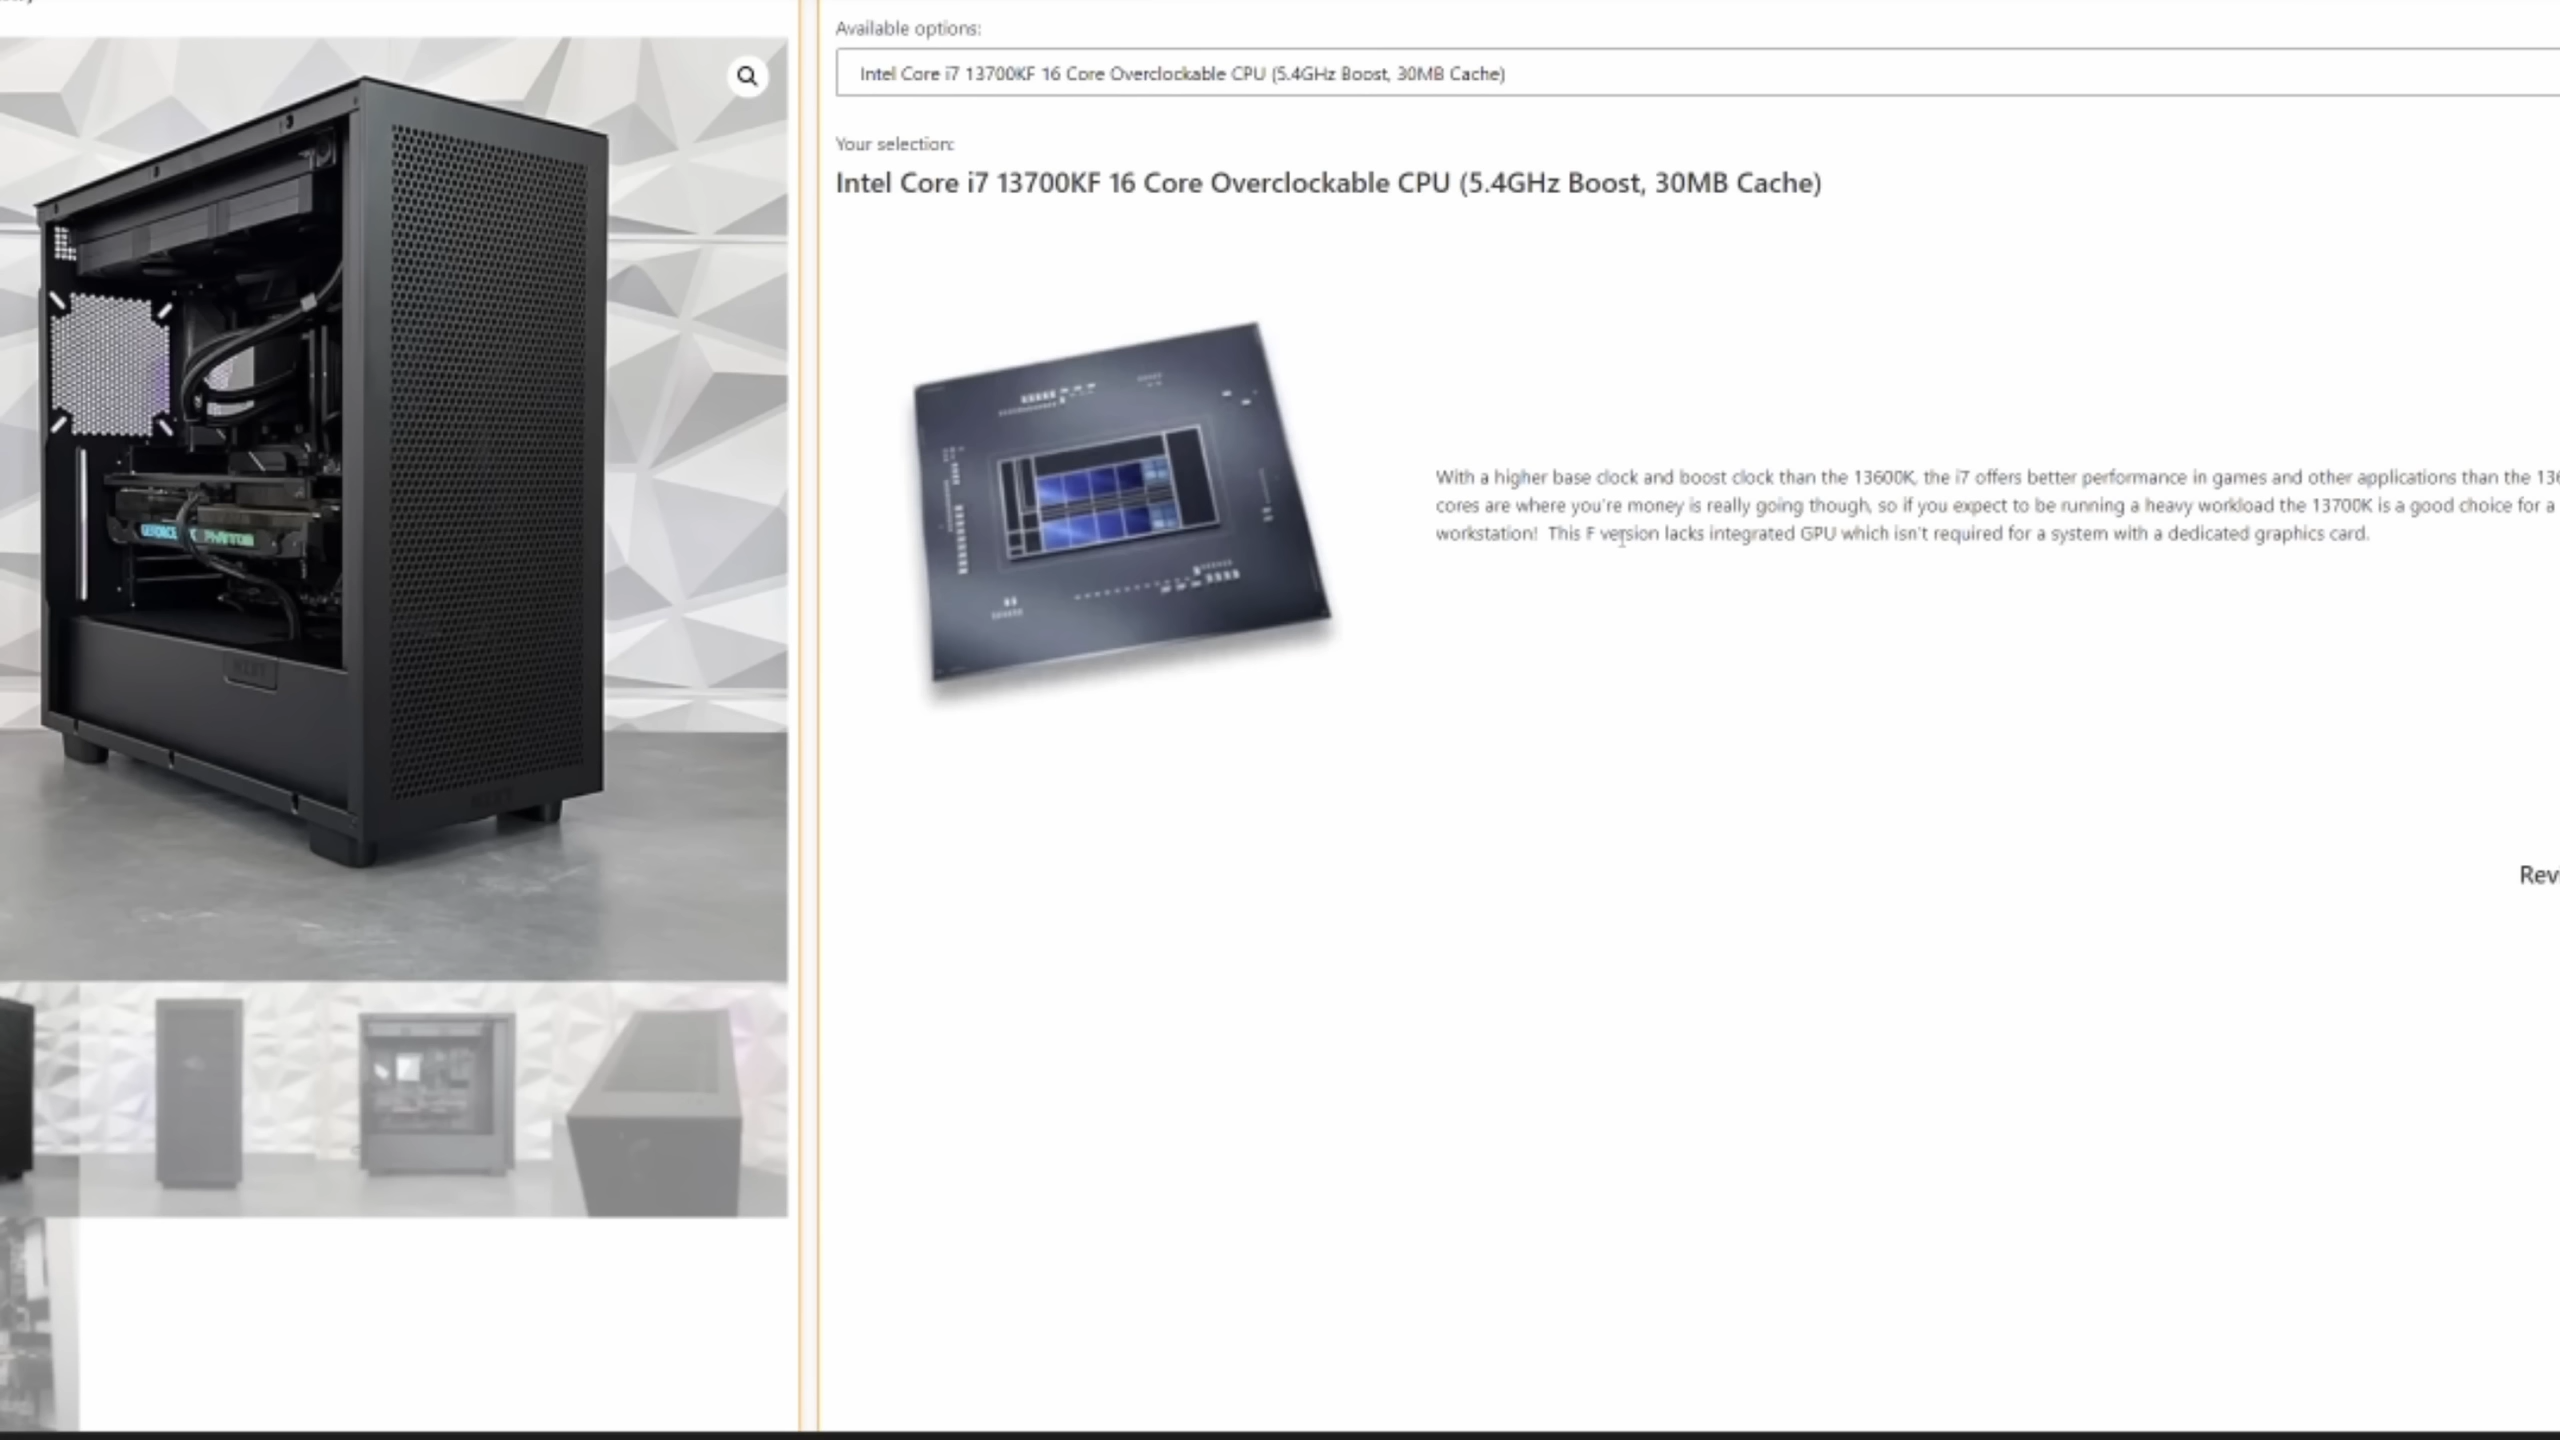 Available options:
Intel Core i7 13700KF 16 Core Overclockable CPU (5.4GHz Boost, 30MB Cache)
Your selection:
Intel Core i7 13700KF 16 Core Overclockable CPU (5.4GHz Boost, 30MB Cache)
With a higher base clock and boost clock than the 13600K, the i7 offers better performance in games and other applications than the
cores are where you're money is really going though, so if you expect to be running a heavy workload the 13700K is a good choice for a
workstation! This F version lacks integrated GPU which isn't required for a system with a dedicated graphics card.
GEFORCE
PHANTOM
NZXT
NZXT